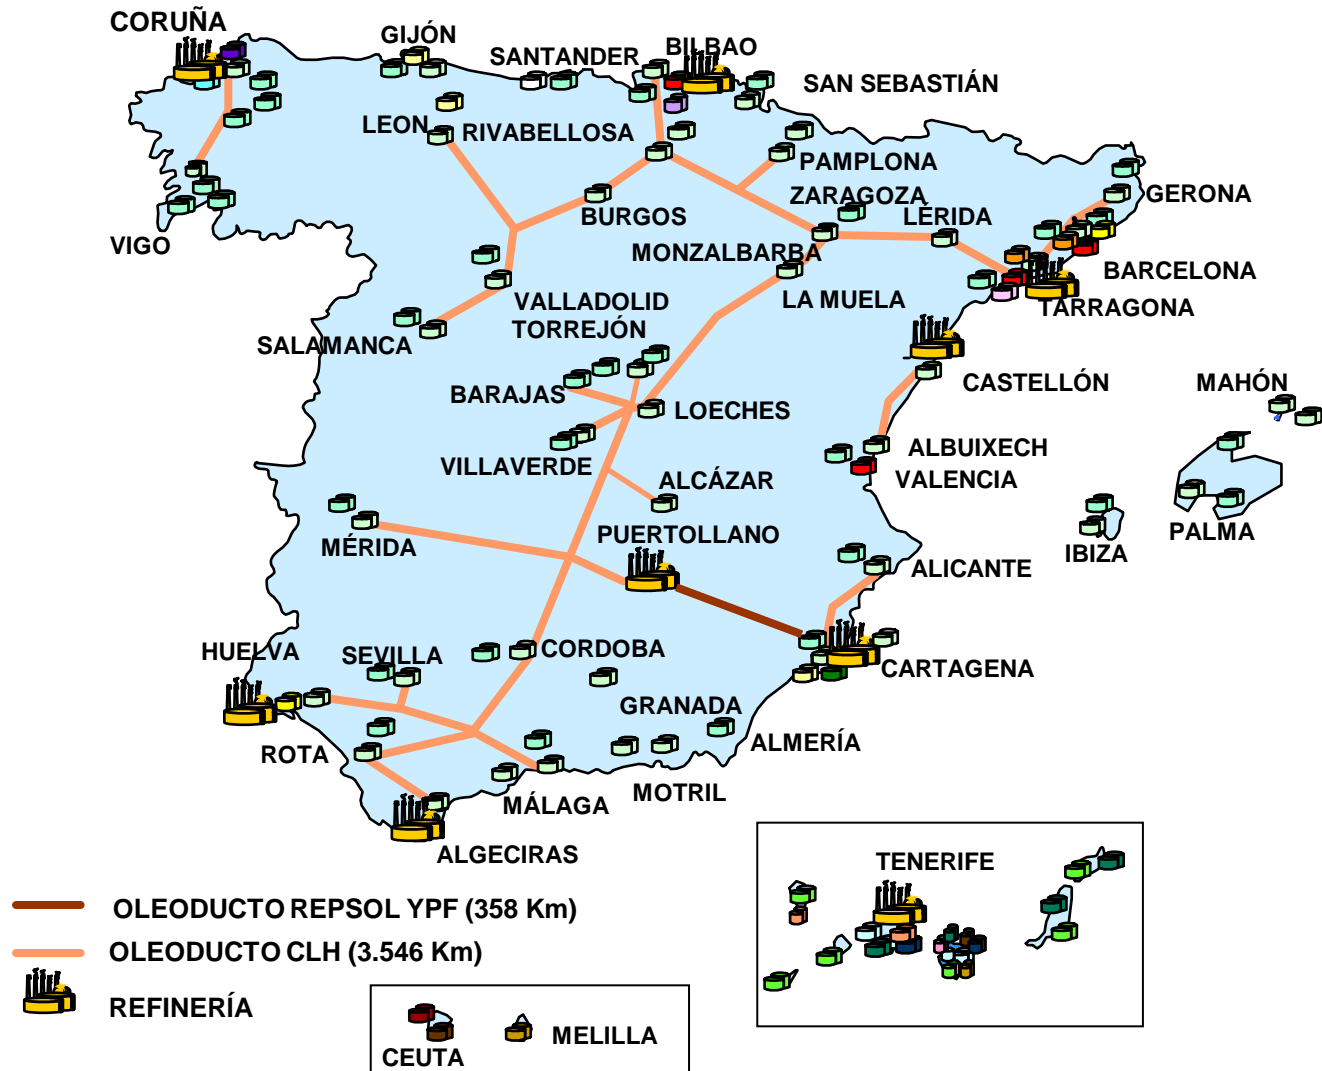 CORUÑA
GIJÓN
SANTANDER
BILBAO
SAN SEBASTIÁN
LEON
RIVABELLOSA
PAMPLONA
ZARAGOZA
LÉRIDA
GERONA
VIGO
BURGOS
MONZALBARBA
BARCELONA
LA MUELA
TARRAGONA
VALLADOLID
TORREJÓN
SALAMANCA
BARAJAS
LOECHES
CASTELLÓN
MAHÓN
VILLAVERDE
ALBUIXECH
VALENCIA
ALCÁZAR
PUERTOLLANO
MÉRIDA
IBIZA
PALMA
ALICANTE
HUELVA
SEVILLA
CORDOBA
CARTAGENA
GRANADA
ROTA
ALMERÍA
MÁLAGA
MOTRIL
ALGECIRAS
TENERIFE
OLEODUCTO REPSOL YPF (358 Km)
OLEODUCTO CLH (3.546 Km)
REFINERÍA
CEUTA
MELILLA